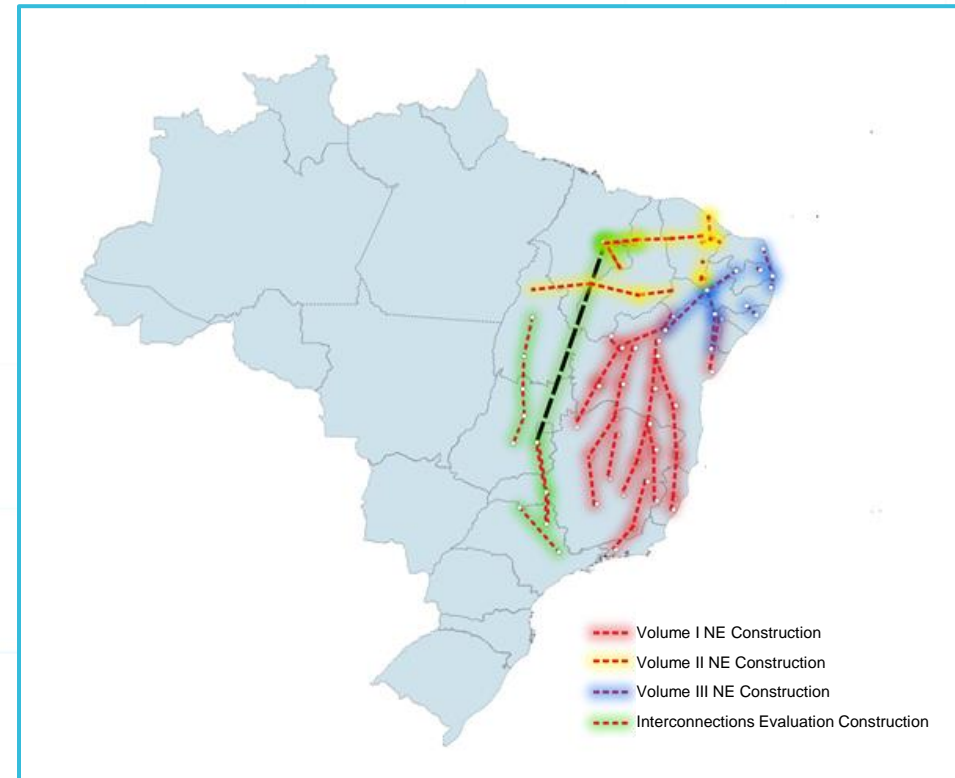 Volume I NE Construction
Volume II NE Construction
Volume III NE Construction
Interconnections Evaluation Construction